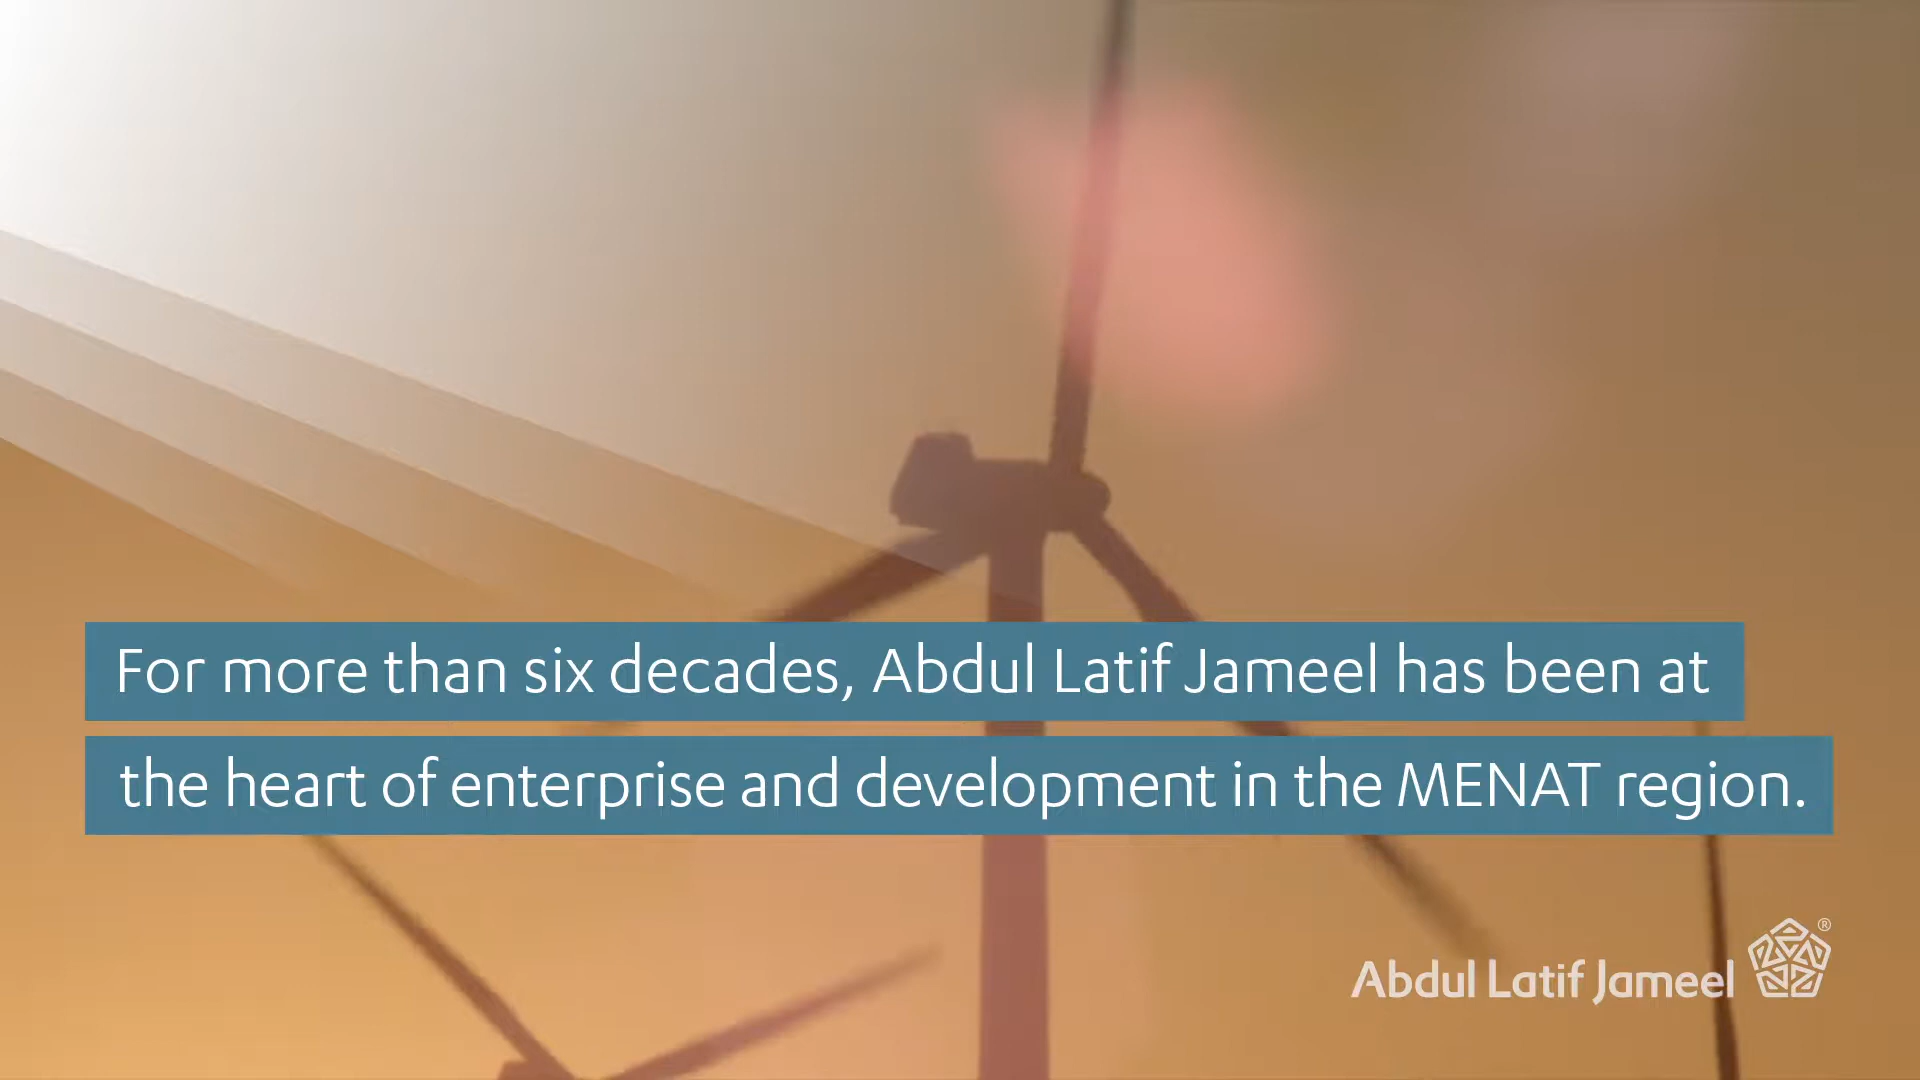 For more than six decades, Abdul Latif Jameel has been at
the heart of enterprise and development in the MENAT region.
Abdul Latif Jameel ®